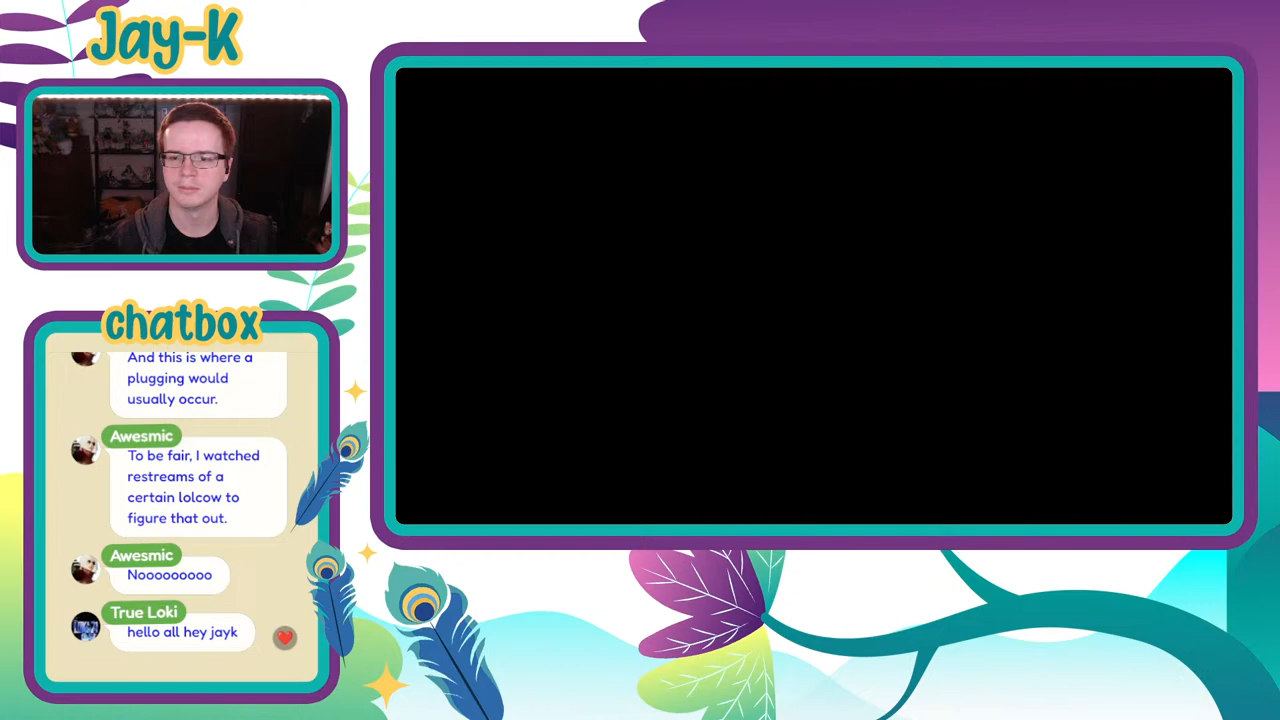 Jay-K
chatbox
And this is where a
plugging would
usually occur.
Awesmic
To be fair, I watched
restreams of a
certain lolcow to
figure that out.
Awesmic
Nooooooooo
True Loki
hello all hey jayk